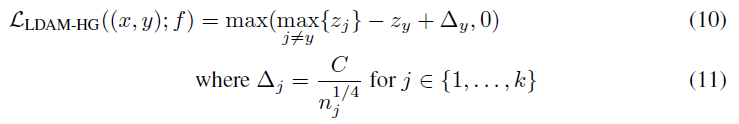 ℒ_LDAM-HG((x, y); f) = max(max_{j≠y}{z_j} − z_y + Δ_y, 0) (10)
where Δ_j = C / n_j^{1/4} for j ∈ {1, . . . , k} (11)